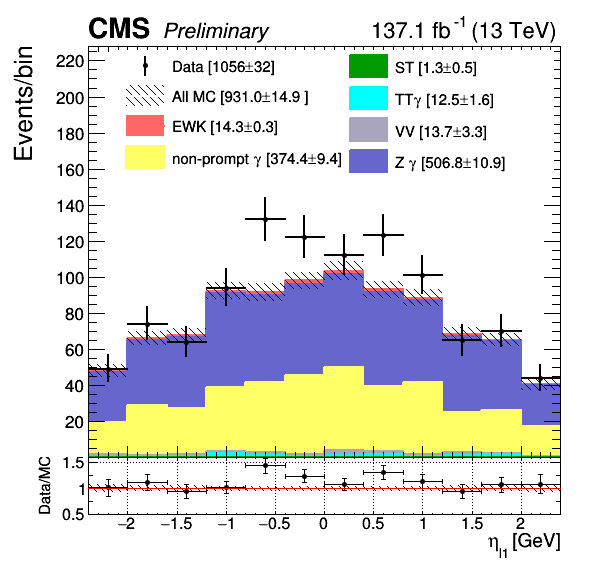 CMS Preliminary 137.1 fb⁻¹ (13 TeV)
Events/bin
220
200
180
160
140
120
100
80
60
40
20
Data [1056±32]
All MC [931.0±14.9 ]
EWK [14.3±0.3]
non-prompt γ [374.4±9.4]
ST [1.3±0.5]
TTγ [12.5±1.6]
VV [13.7±3.3]
Z γ [506.8±10.9]
Data/MC
1.5
1
0.5
−2 −1.5 −1 −0.5 0 0.5 1 1.5 2
η_l1 [GeV]